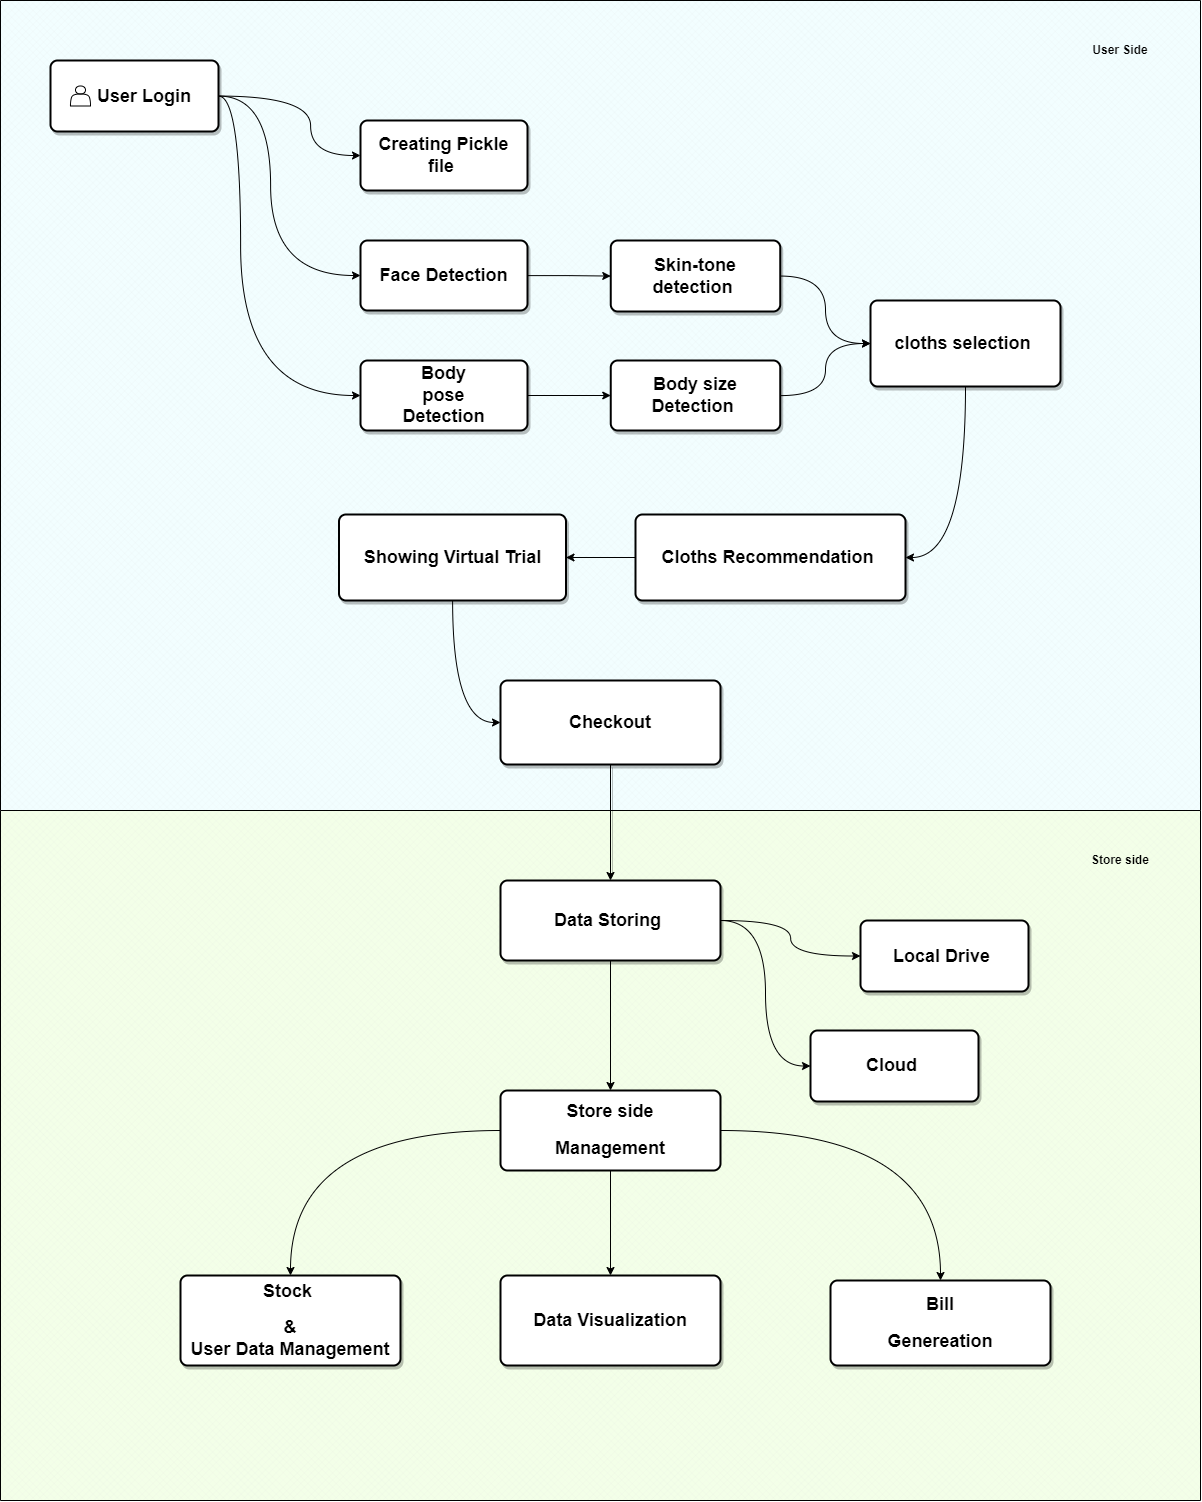 User Side
User Login
Creating Pickle
file
Face Detection
Skin-tone
detection
cloths selection
Body
pose
Detection
Body size
Detection
Showing Virtual Trial
Cloths Recommendation
Checkout
Store side
Data Storing
Local Drive
Cloud
Store side
Management
Stock
&
User Data Management
Data Visualization
Bill
Genereation